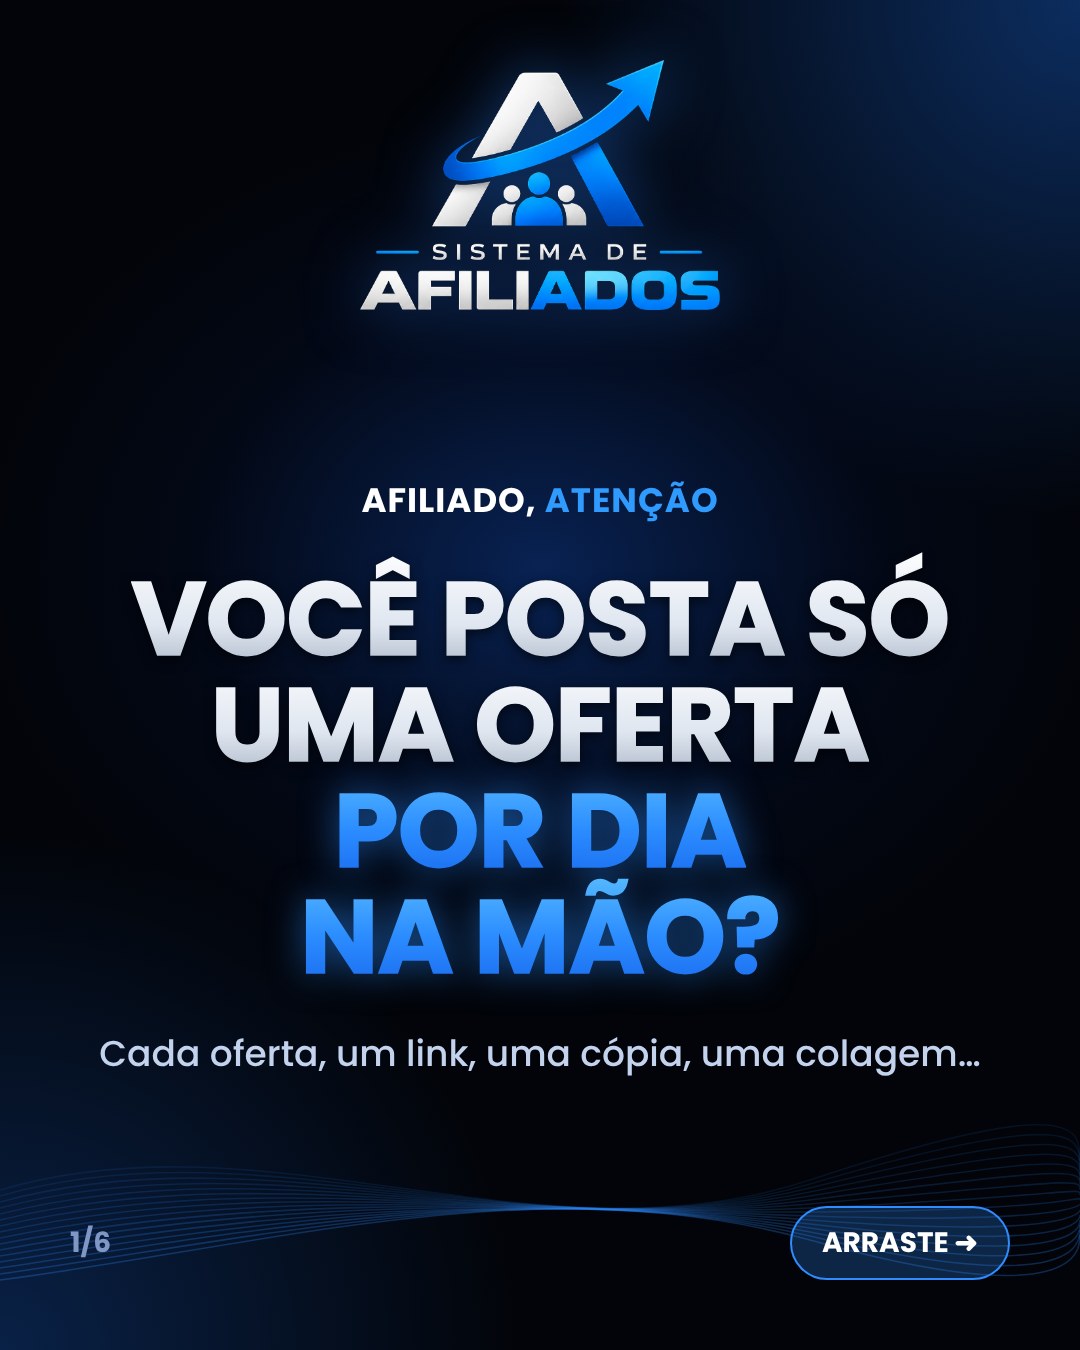 SISTEMA DE
AFILIADOS
AFILIADO, ATENÇÃO
VOCÊ POSTA SÓ
UMA OFERTA
POR DIA
NA MÃO?
Cada oferta, um link, uma cópia, uma colagem...
1/6
ARRASTE →